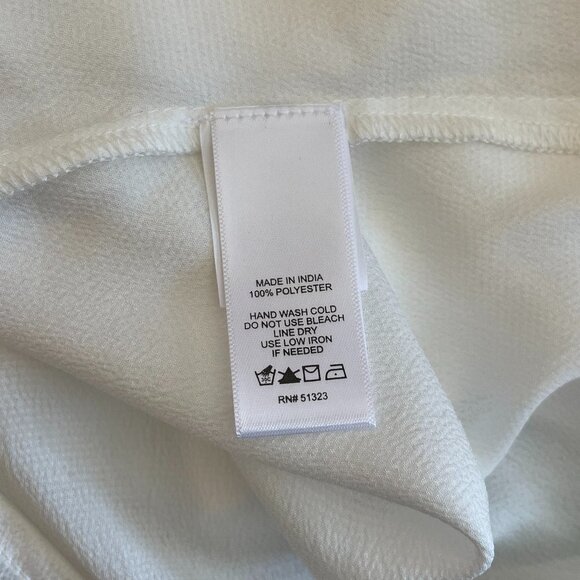 MADE IN INDIA
100% POLYESTER
HAND WASH COLD
DO NOT USE BLEACH
LINE DRY
USE LOW IRON
IF NEEDED
RN# 51323